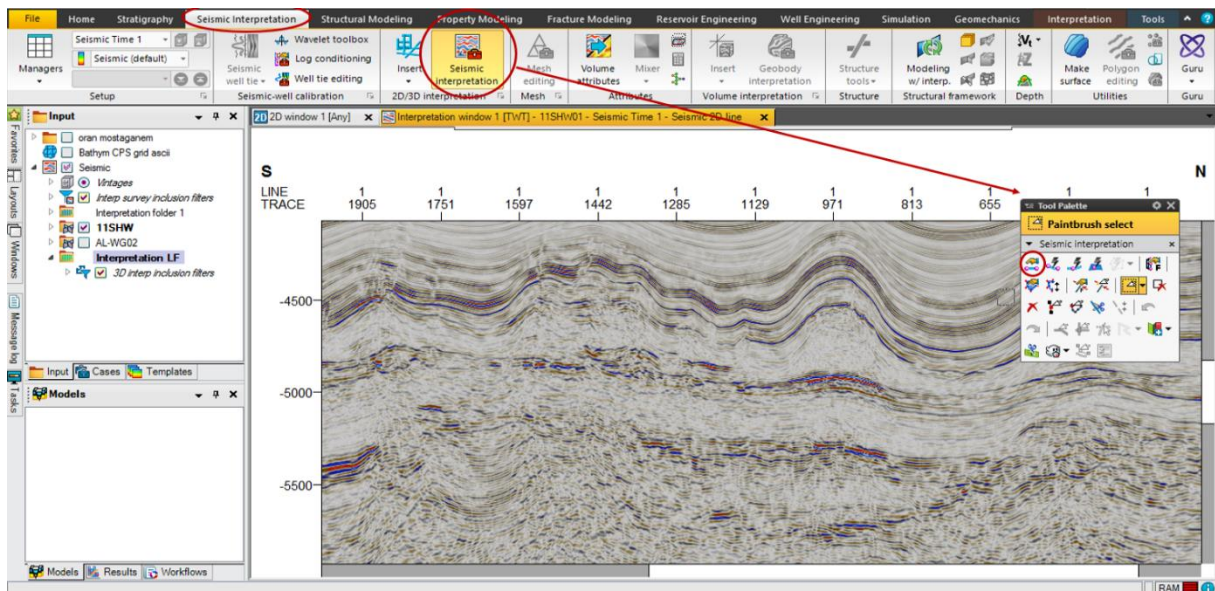 File Home Stratigraphy Seismic Interpretation Structural Modeling Property Modeling Fracture Modeling Reservoir Engineering Well Engineering Simulation Geomechanics Interpretation Tools
Seismic Time 1
Seismic (default)
Managers
Setup
Seismic well tie
Wavelet toolbox
Log conditioning
Well tie editing
Seismic-well calibration
Insert
Seismic interpretation
2D/3D interpretation
Mesh editing
Mesh
Volume attributes
Mixer
Attributes
Insert
Geobody interpretation
Volume interpretation
Structure tools
Structure
Modeling w/ interp.
Structural framework
Depth
Make surface
Polygon editing
Utilities
Guru
Guru
Favorites
Layouts
Windows
Message log
Tasks
Input
oran mostaganem
Bathym CPS grid ascii
Seismic
Vintages
Interp survey inclusion filters
Interpretation folder 1
11SHW
AL-WG02
Interpretation LF
3D interp inclusion filters
Input Cases Templates
Models
Models Results Workflows
2D 2D window 1 [Any] Interpretation window 1 [TWT] - 11SHW01 - Seismic Time 1 - Seismic 2D line
S N
LINE 1 1 1 1 1 1 1 1 1 1 1
TRACE 1905 1751 1597 1442 1285 1129 971 813 655
-4500
-5000
-5500
Tool Palette
Paintbrush select
Seismic interpretation
RAM